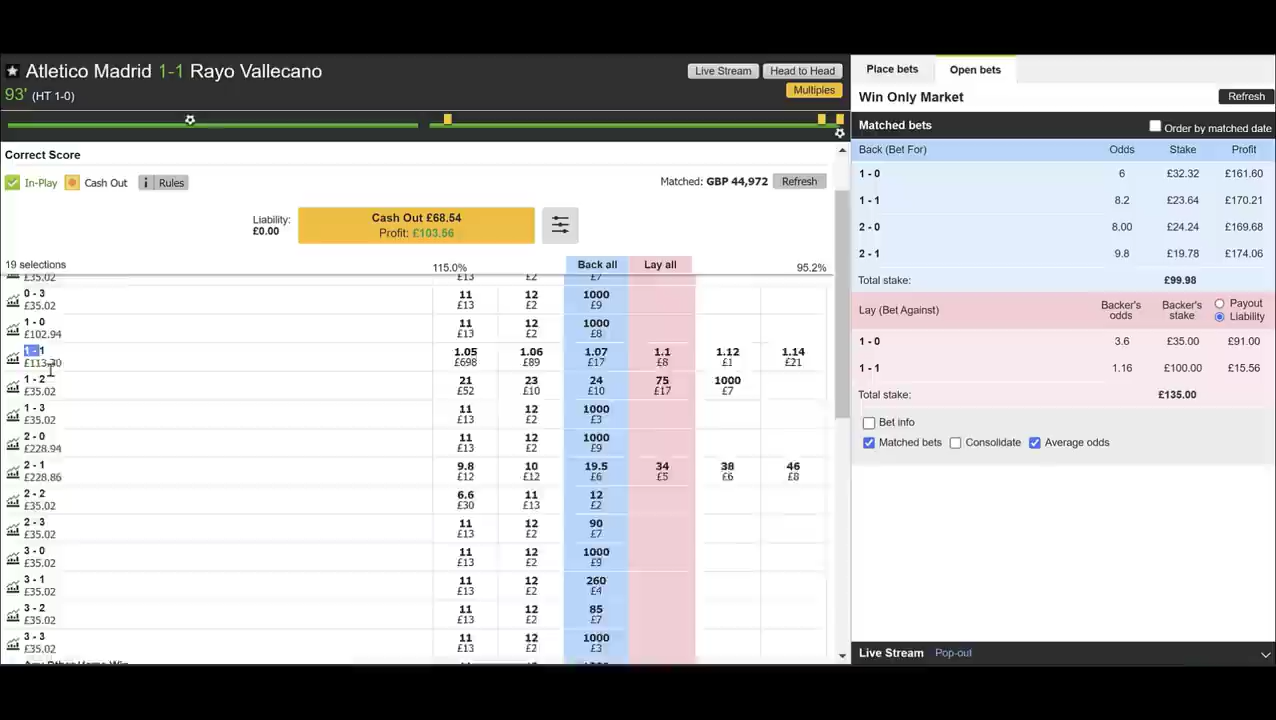 Atletico Madrid 1-1 Rayo Vallecano
Live Stream Head to Head
93' (HT 1-0)
Multiples
Correct Score
In-Play Cash Out i Rules
Matched: GBP 44,972 Refresh
Liability:
£0.00
Cash Out £68.54
Profit: £103.56
19 selections 115.0% Back all Lay all 95.2%
£35.02 £13 £2 £7
0 - 3 11 12 1000
£35.02 £13 £2 £9
1 - 0 11 12 1000
£102.94 £13 £2 £8
1 - 1 1.05 1.06 1.07 1.1 1.12 1.14
£698 £89 £17 £8 £1 £21
1 - 2 21 23 24 75 1000
£35.02 £52 £10 £10 £17 £7
1 - 3 11 12 1000
£35.02 £13 £2 £3
2 - 0 11 12 1000
£228.94 £13 £2 £9
2 - 1 9.8 10 19.5 34 38 46
£228.86 £12 £12 £6 £5 £6 £8
2 - 2 6.6 11 12
£35.02 £30 £13 £2
2 - 3 11 12 90
£35.02 £13 £2 £7
3 - 0 11 12 1000
£35.02 £13 £2 £9
3 - 1 11 12 260
£35.02 £13 £2 £4
3 - 2 11 12 85
£35.02 £13 £2 £7
3 - 3 11 12 1000
£35.02 £13 £2 £3
Place bets Open bets
Win Only Market Refresh
Matched bets Order by matched date
Back (Bet For) Odds Stake Profit
1 - 0 6 £32.32 £161.60
1 - 1 8.2 £23.64 £170.21
2 - 0 8.00 £24.24 £169.68
2 - 1 9.8 £19.78 £174.06
Total stake: £99.98
Lay (Bet Against) Backer's odds Backer's stake Payout Liability
1 - 0 3.6 £35.00 £91.00
1 - 1 1.16 £100.00 £15.56
Total stake: £135.00
Bet info
Matched bets Consolidate Average odds
Live Stream Pop-out